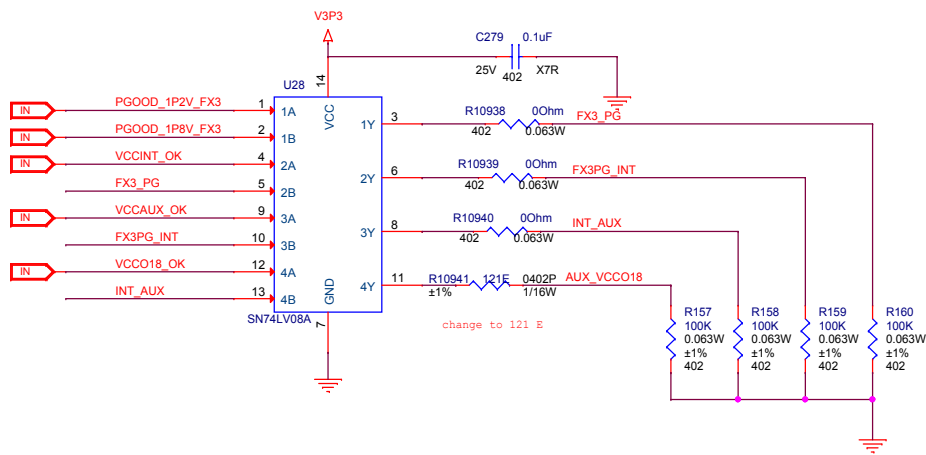 V3P3
C279 0.1uF
25V 402 X7R
U28
14
VCC
IN PGOOD_1P2V_FX3 1 1A
IN PGOOD_1P8V_FX3 2 1B
IN VCCINT_OK 4 2A
FX3_PG 5 2B
IN VCCAUX_OK 9 3A
FX3PG_INT 10 3B
IN VCCO18_OK 12 4A
INT_AUX 13 4B
1Y 3 R10938 0Ohm FX3_PG
402 0.063W
2Y 6 R10939 0Ohm FX3PG_INT
402 0.063W
3Y 8 R10940 0Ohm INT_AUX
402 0.063W
4Y 11 R10941 121E 0402P AUX_VCCO18
±1% 1/16W
GND
7
SN74LV08A
change to 121 E
R157 R158 R159 R160
100K 100K 100K 100K
0.063W 0.063W 0.063W 0.063W
±1% ±1% ±1% ±1%
402 402 402 402